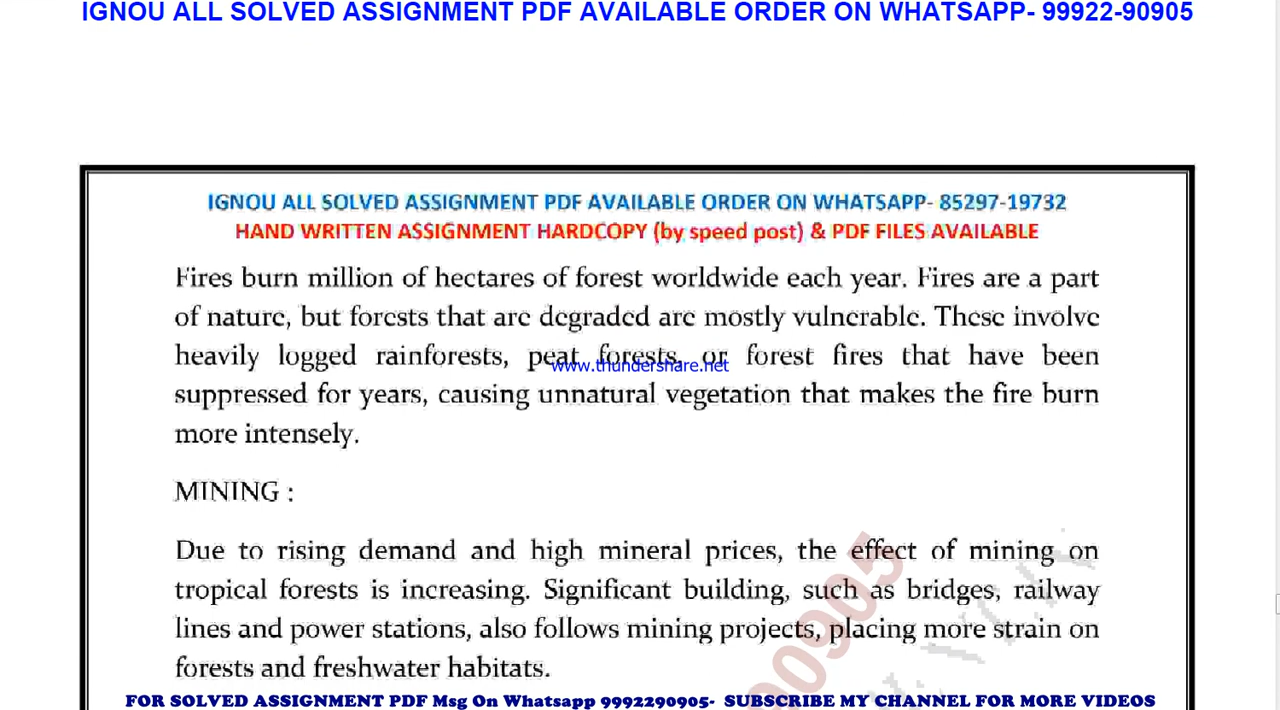 IGNOU ALL SOLVED ASSIGNMENT PDF AVAILABLE ORDER ON WHATSAPP- 99922-90905
IGNOU ALL SOLVED ASSIGNMENT PDF AVAILABLE ORDER ON WHATSAPP- 85297-19732
HAND WRITTEN ASSIGNMENT HARDCOPY (by speed post) & PDF FILES AVAILABLE
Fires burn million of hectares of forest worldwide each year. Fires are a part
of nature, but forests that are degraded are mostly vulnerable. These involve
heavily logged rainforests, peat forests, or forest fires that have been
www.thundershare.net
suppressed for years, causing unnatural vegetation that makes the fire burn
more intensely.
MINING :
Due to rising demand and high mineral prices, the effect of mining on
tropical forests is increasing. Significant building, such as bridges, railway
lines and power stations, also follows mining projects, placing more strain on
forests and freshwater habitats.
FOR SOLVED ASSIGNMENT PDF Msg On Whatsapp 9992290905- SUBSCRIBE MY CHANNEL FOR MORE VIDEOS